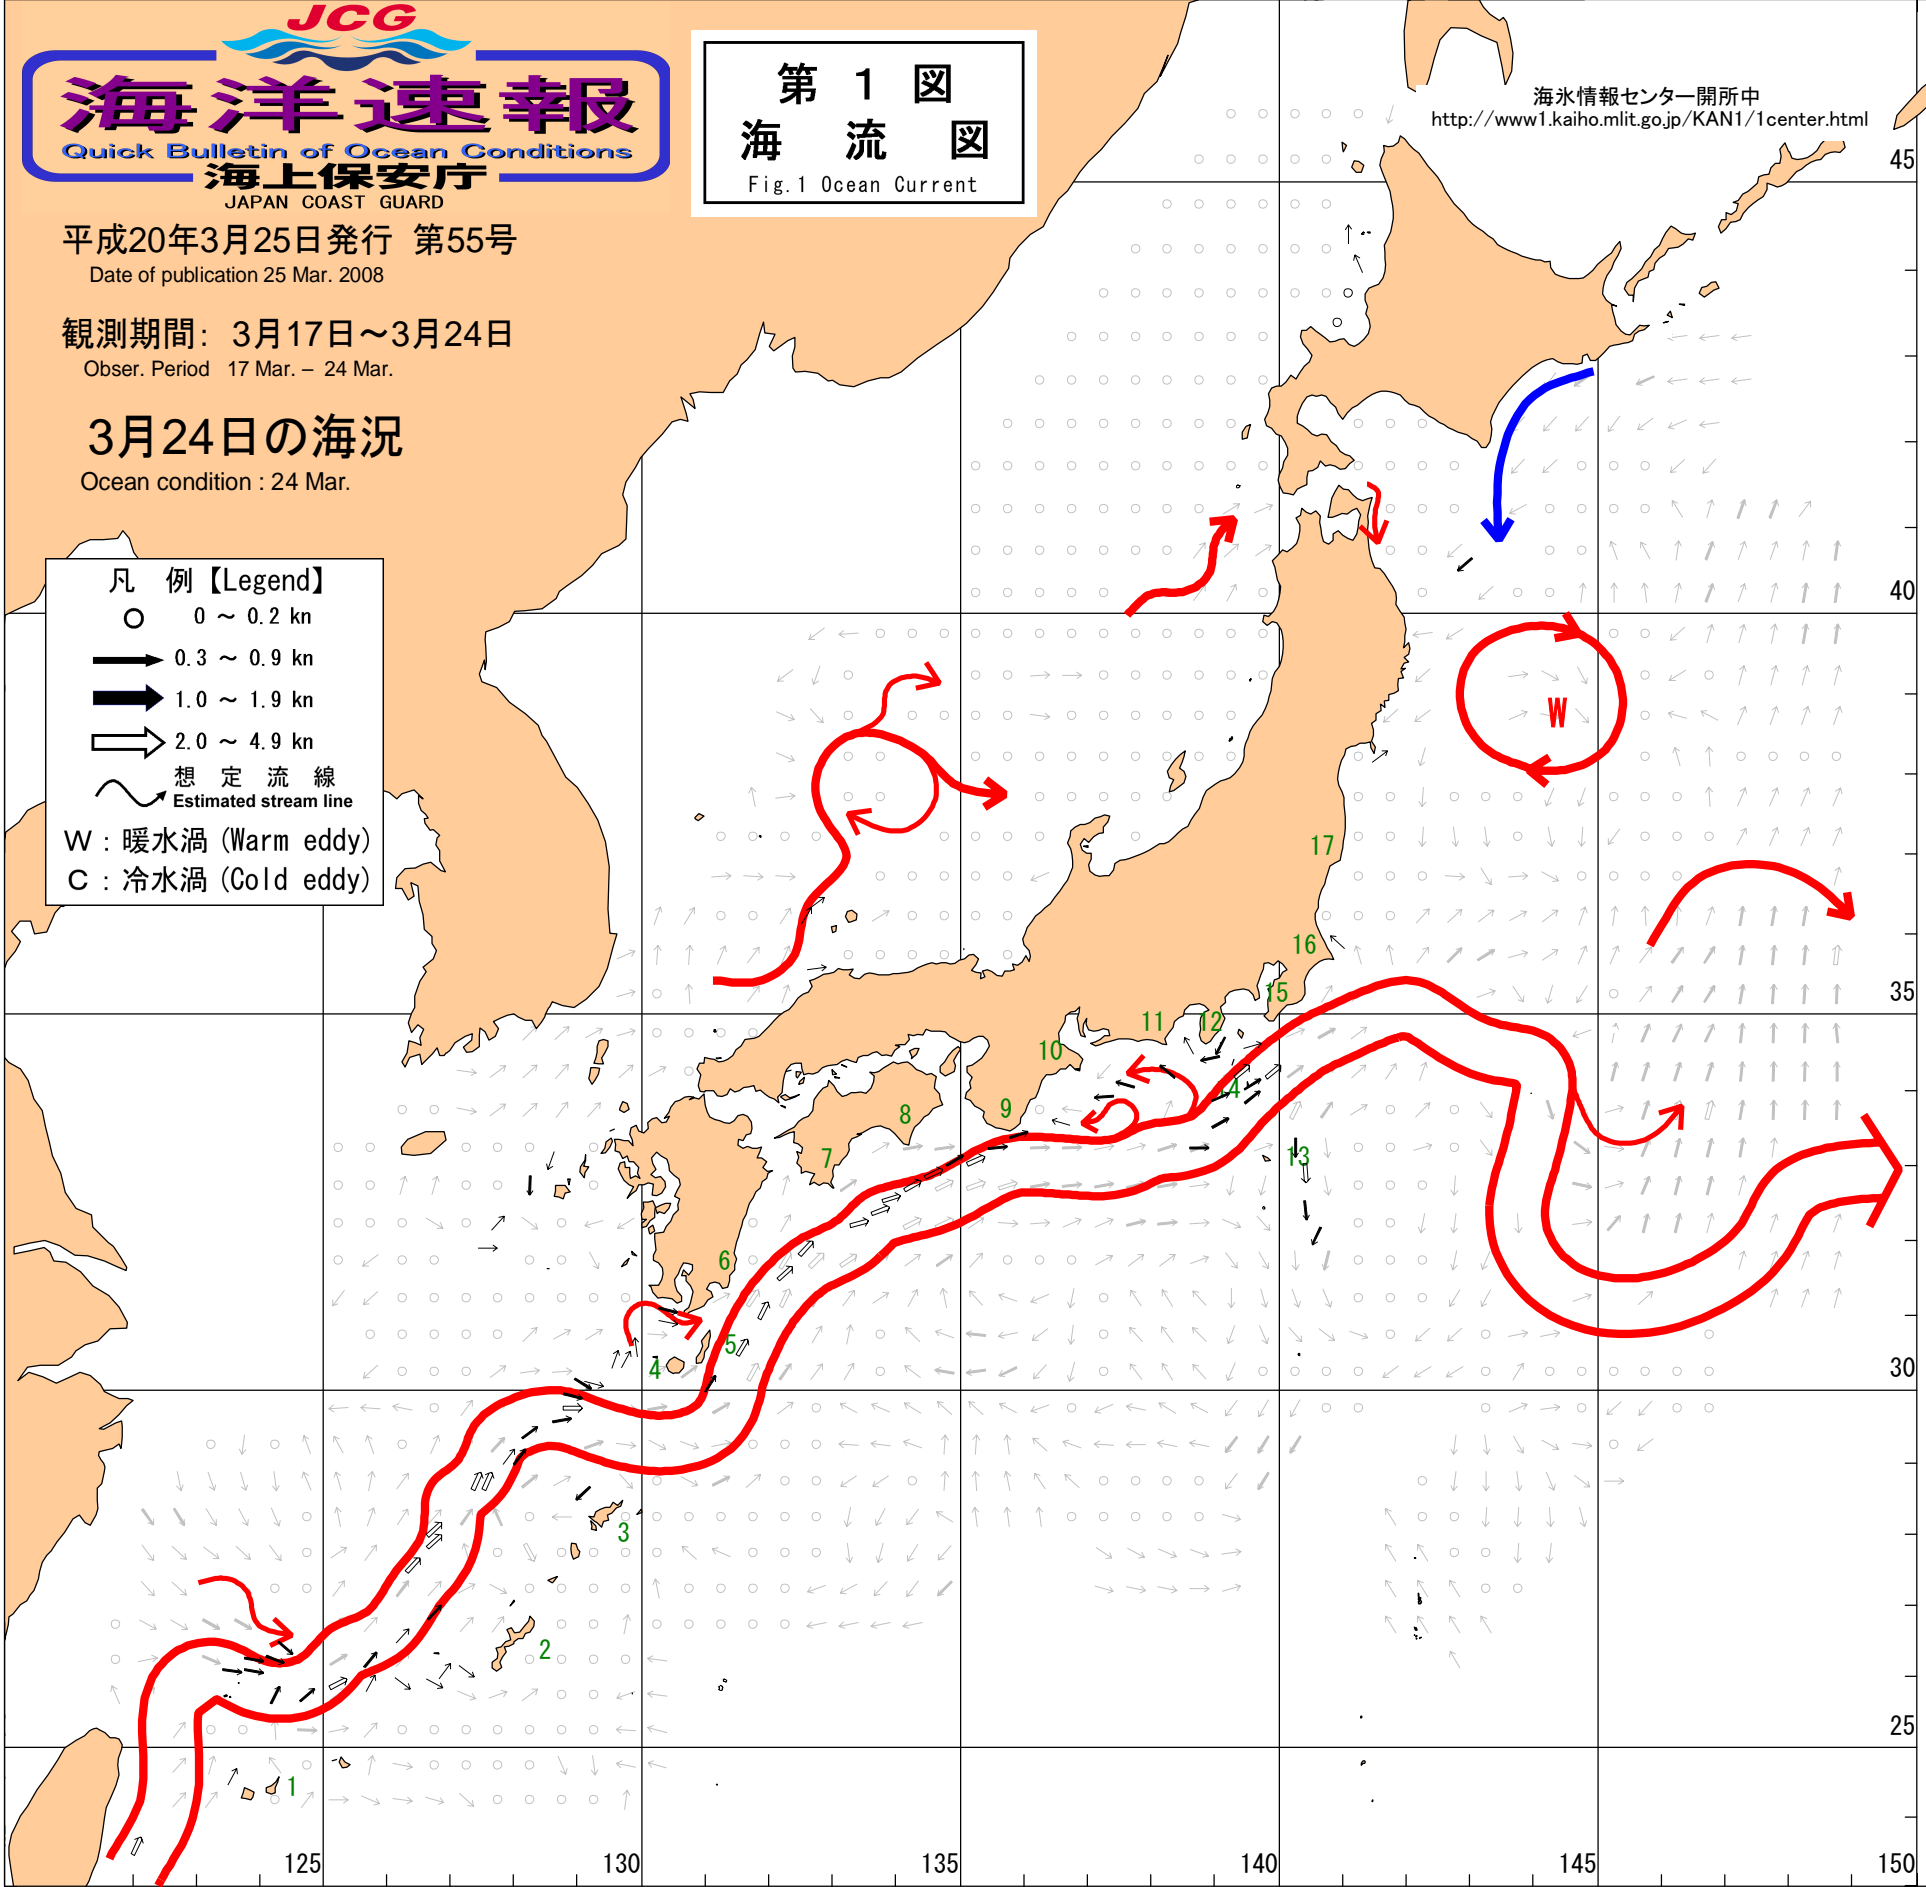 JCG
海洋速報
Quick Bulletin of Ocean Conditions
海上保安庁
JAPAN COAST GUARD
平成20年3月25日発行 第55号
Date of publication 25 Mar. 2008
観測期間: 3月17日～3月24日
Obser. Period 17 Mar. – 24 Mar.
3月24日の海況
Ocean condition : 24 Mar.
第 1 図
海 流 図
Fig.1 Ocean Current
海氷情報センター開所中
http://www1.kaiho.mlit.go.jp/KAN1/1center.html
凡 例【Legend】
0 ～ 0.2 kn
0.3 ～ 0.9 kn
1.0 ～ 1.9 kn
2.0 ～ 4.9 kn
想 定 流 線
Estimated stream line
W : 暖水渦 (Warm eddy)
C : 冷水渦 (Cold eddy)
45
40
W
17
16
35
15
12
11
10
14
9
8
7
13
6
5
4
30
3
2
25
1
125
130
135
140
145
150